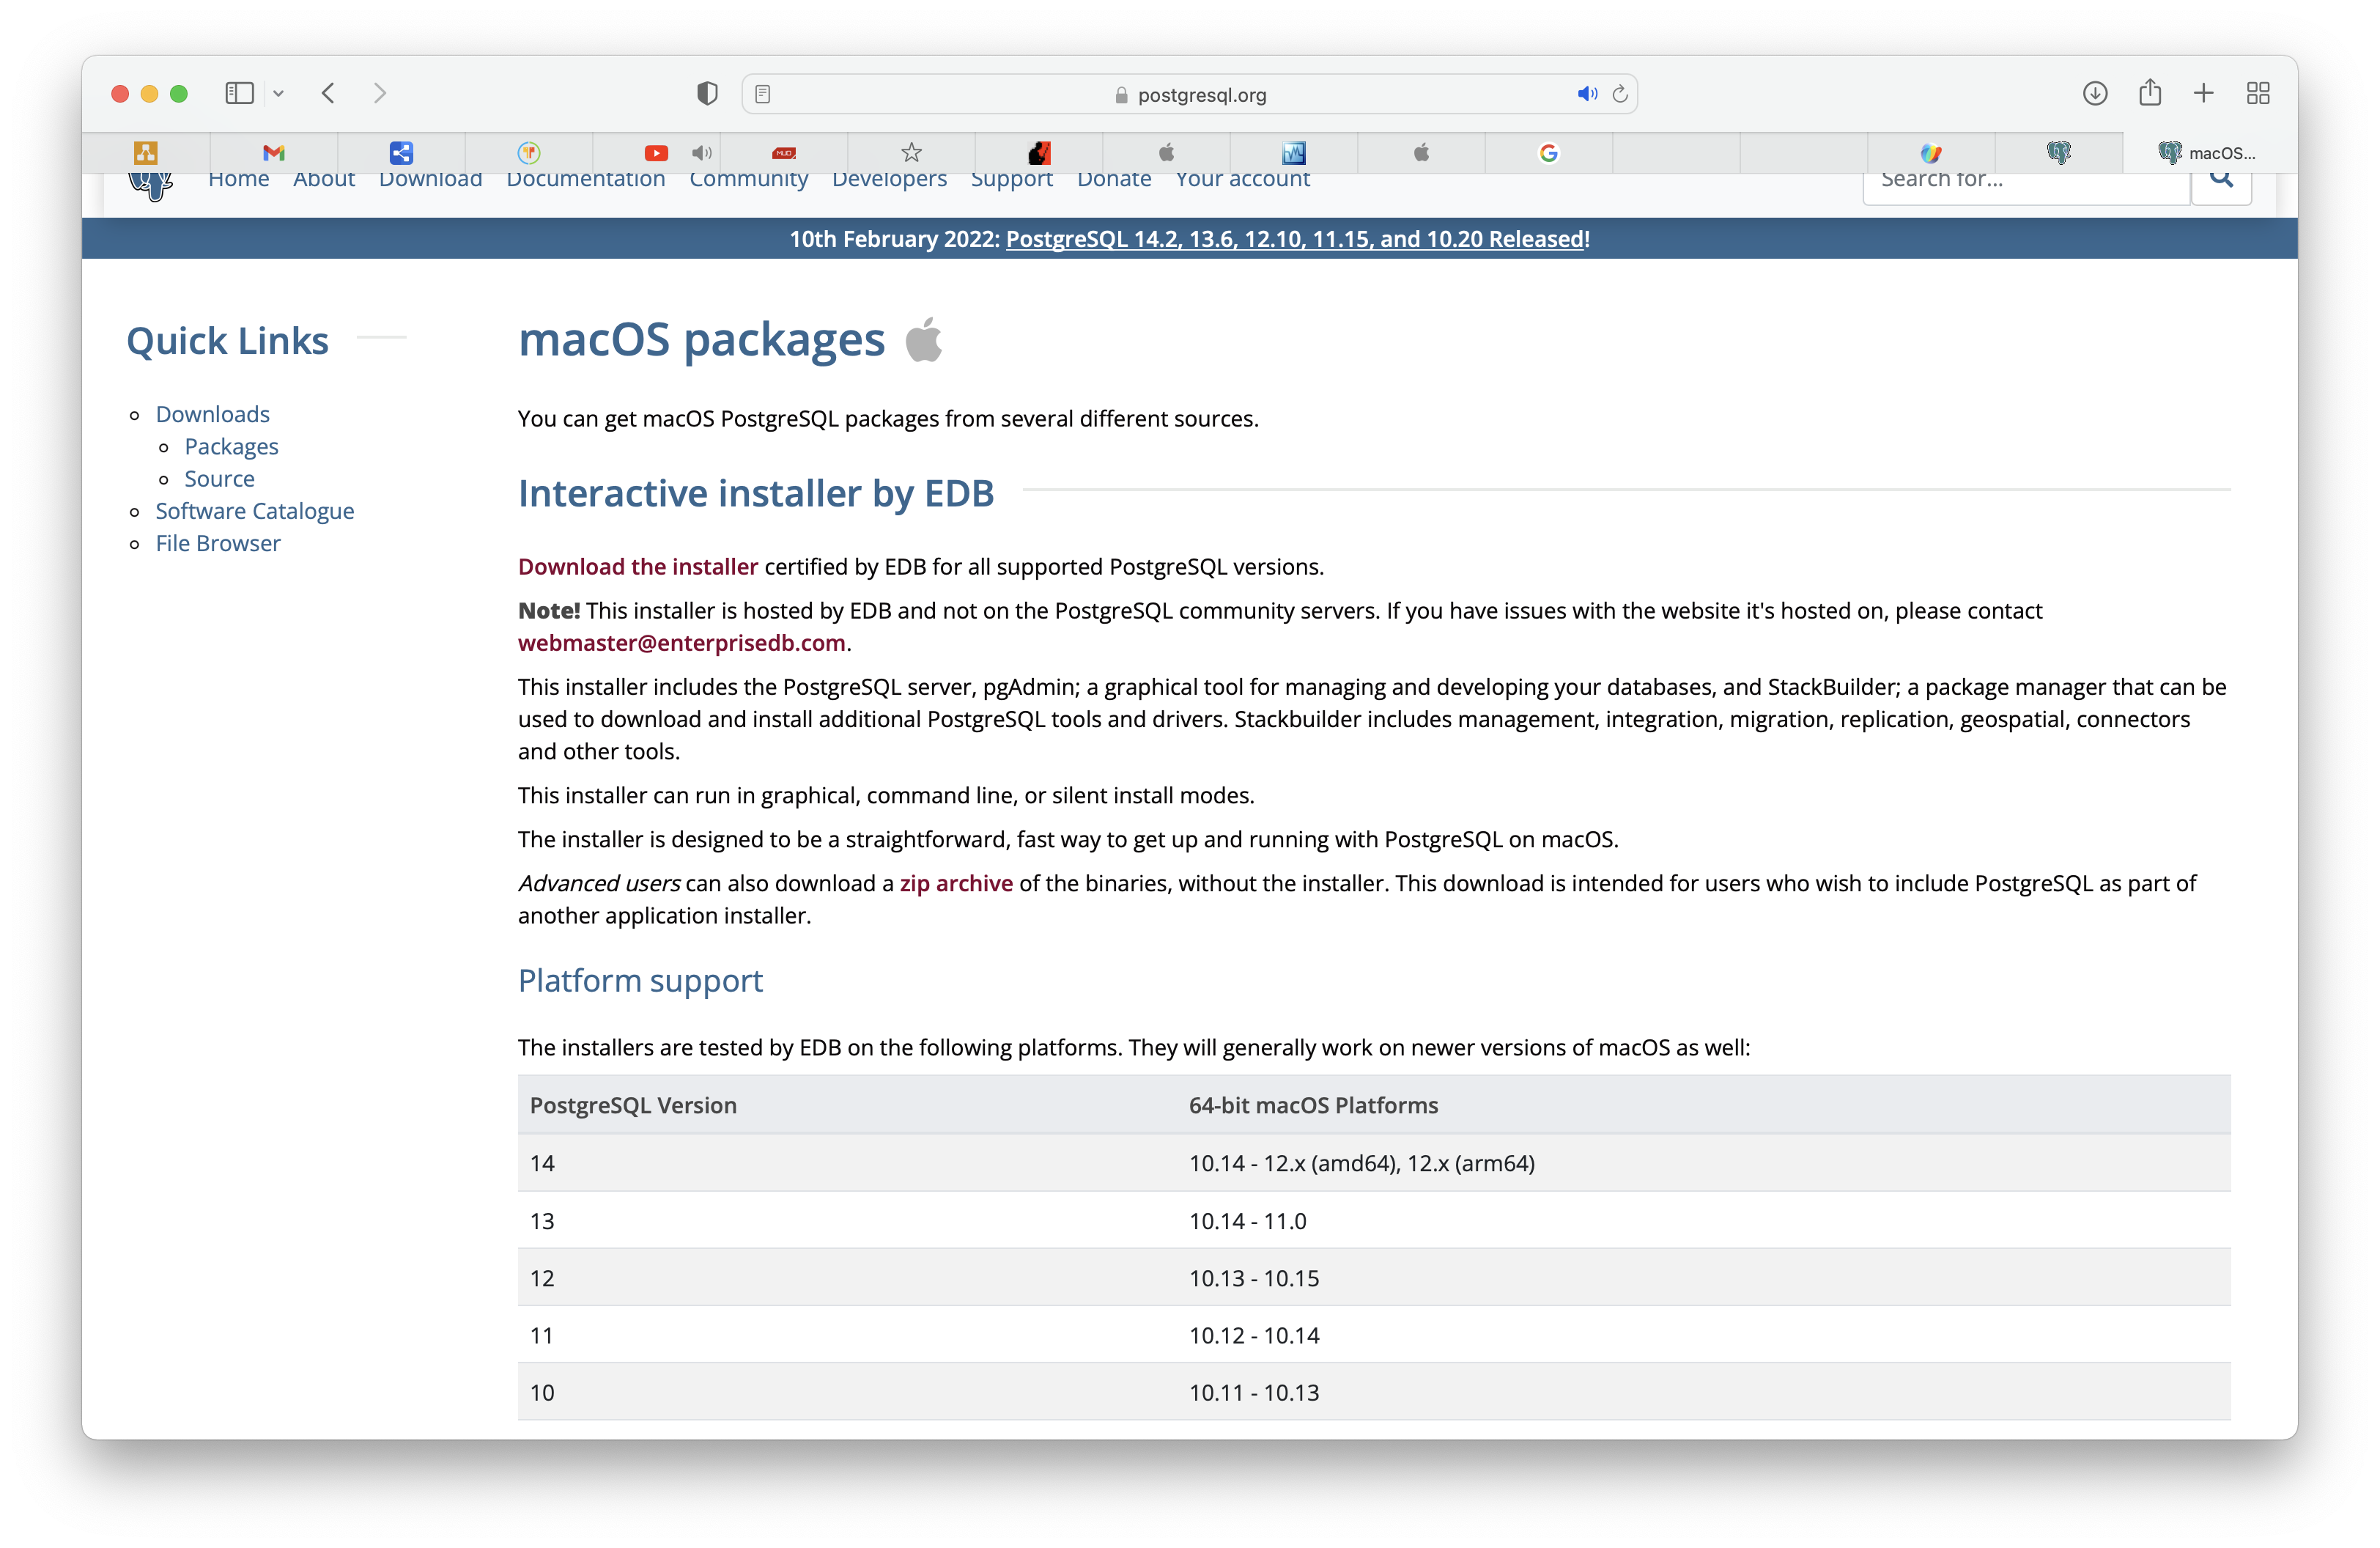 postgresql.org
MUO
macOS...
Home About Download Documentation Community Developers Support Donate Your account
Search for...
10th February 2022: PostgreSQL 14.2, 13.6, 12.10, 11.15, and 10.20 Released!
Quick Links
Downloads
Packages
Source
Software Catalogue
File Browser
macOS packages
You can get macOS PostgreSQL packages from several different sources.
Interactive installer by EDB
Download the installer certified by EDB for all supported PostgreSQL versions.
Note! This installer is hosted by EDB and not on the PostgreSQL community servers. If you have issues with the website it's hosted on, please contact
webmaster@enterprisedb.com.
This installer includes the PostgreSQL server, pgAdmin; a graphical tool for managing and developing your databases, and StackBuilder; a package manager that can be
used to download and install additional PostgreSQL tools and drivers. Stackbuilder includes management, integration, migration, replication, geospatial, connectors
and other tools.
This installer can run in graphical, command line, or silent install modes.
The installer is designed to be a straightforward, fast way to get up and running with PostgreSQL on macOS.
Advanced users can also download a zip archive of the binaries, without the installer. This download is intended for users who wish to include PostgreSQL as part of
another application installer.
Platform support
The installers are tested by EDB on the following platforms. They will generally work on newer versions of macOS as well:
PostgreSQL Version 64-bit macOS Platforms
14 10.14 - 12.x (amd64), 12.x (arm64)
13 10.14 - 11.0
12 10.13 - 10.15
11 10.12 - 10.14
10 10.11 - 10.13